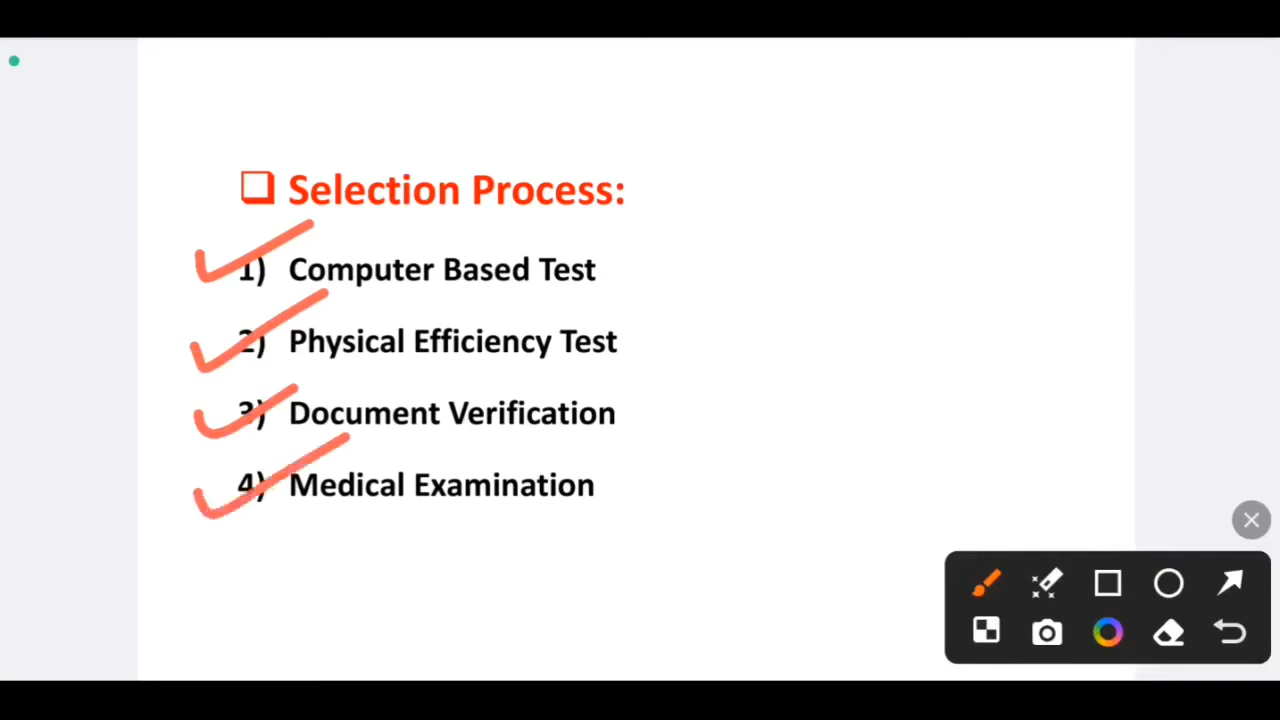 Selection Process:
1) Computer Based Test
2) Physical Efficiency Test
3) Document Verification
4) Medical Examination